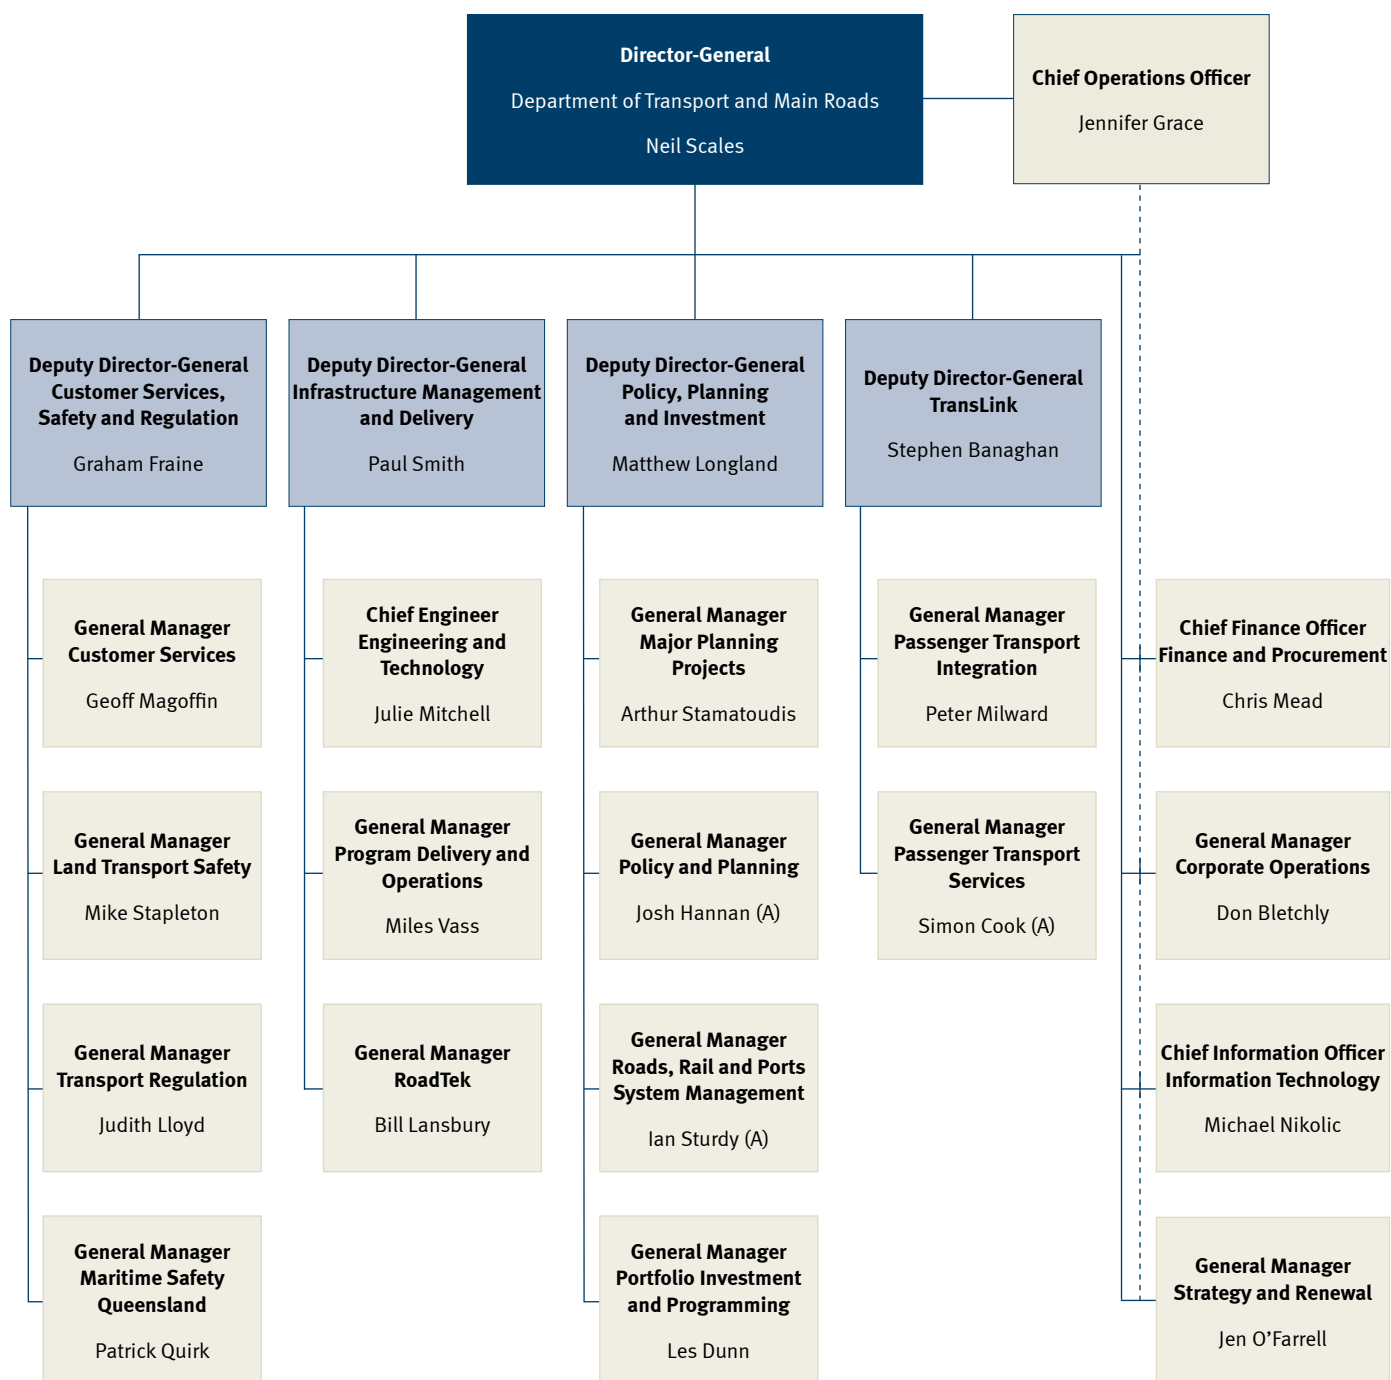 Director-General
Department of Transport and Main Roads
Neil Scales
Chief Operations Officer
Jennifer Grace
Deputy Director-General
Customer Services,
Safety and Regulation
Graham Fraine
Deputy Director-General
Infrastructure Management
and Delivery
Paul Smith
Deputy Director-General
Policy, Planning
and Investment
Matthew Longland
Deputy Director-General
TransLink
Stephen Banaghan
General Manager
Customer Services
Geoff Magoffin
Chief Engineer
Engineering and
Technology
Julie Mitchell
General Manager
Major Planning
Projects
Arthur Stamatoudis
General Manager
Passenger Transport
Integration
Peter Milward
Chief Finance Officer
Finance and Procurement
Chris Mead
General Manager
Land Transport Safety
Mike Stapleton
General Manager
Program Delivery and
Operations
Miles Vass
General Manager
Policy and Planning
Josh Hannan (A)
General Manager
Passenger Transport
Services
Simon Cook (A)
General Manager
Corporate Operations
Don Bletchly
General Manager
Transport Regulation
Judith Lloyd
General Manager
RoadTek
Bill Lansbury
General Manager
Roads, Rail and Ports
System Management
Ian Sturdy (A)
Chief Information Officer
Information Technology
Michael Nikolic
General Manager
Maritime Safety
Queensland
Patrick Quirk
General Manager
Portfolio Investment
and Programming
Les Dunn
General Manager
Strategy and Renewal
Jen O’Farrell